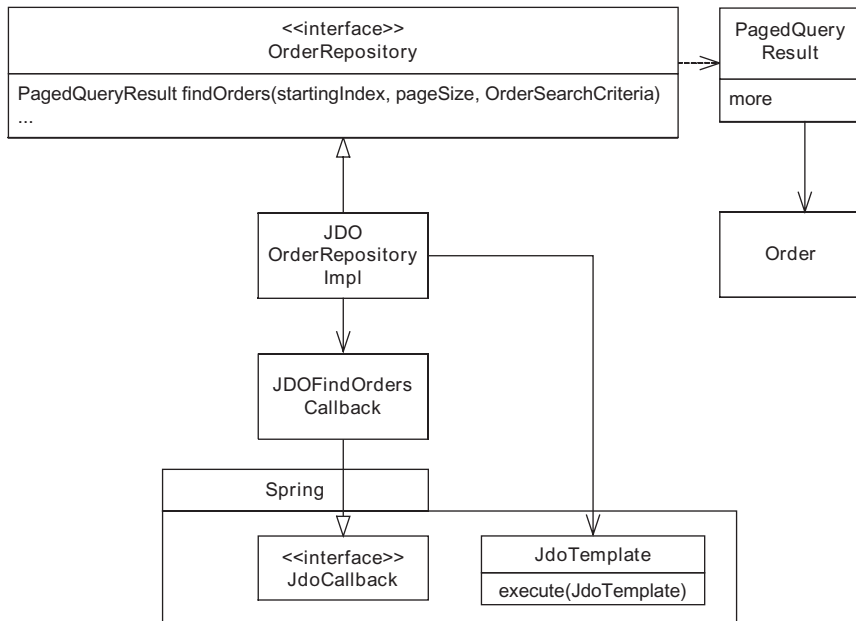 <<interface>>
OrderRepository
PagedQueryResult findOrders(startingIndex, pageSize, OrderSearchCriteria)
...
PagedQuery
Result
more
JDO
OrderRepository
Impl
Order
JDOFindOrders
Callback
Spring
<<interface>>
JdoCallback
JdoTemplate
execute(JdoTemplate)